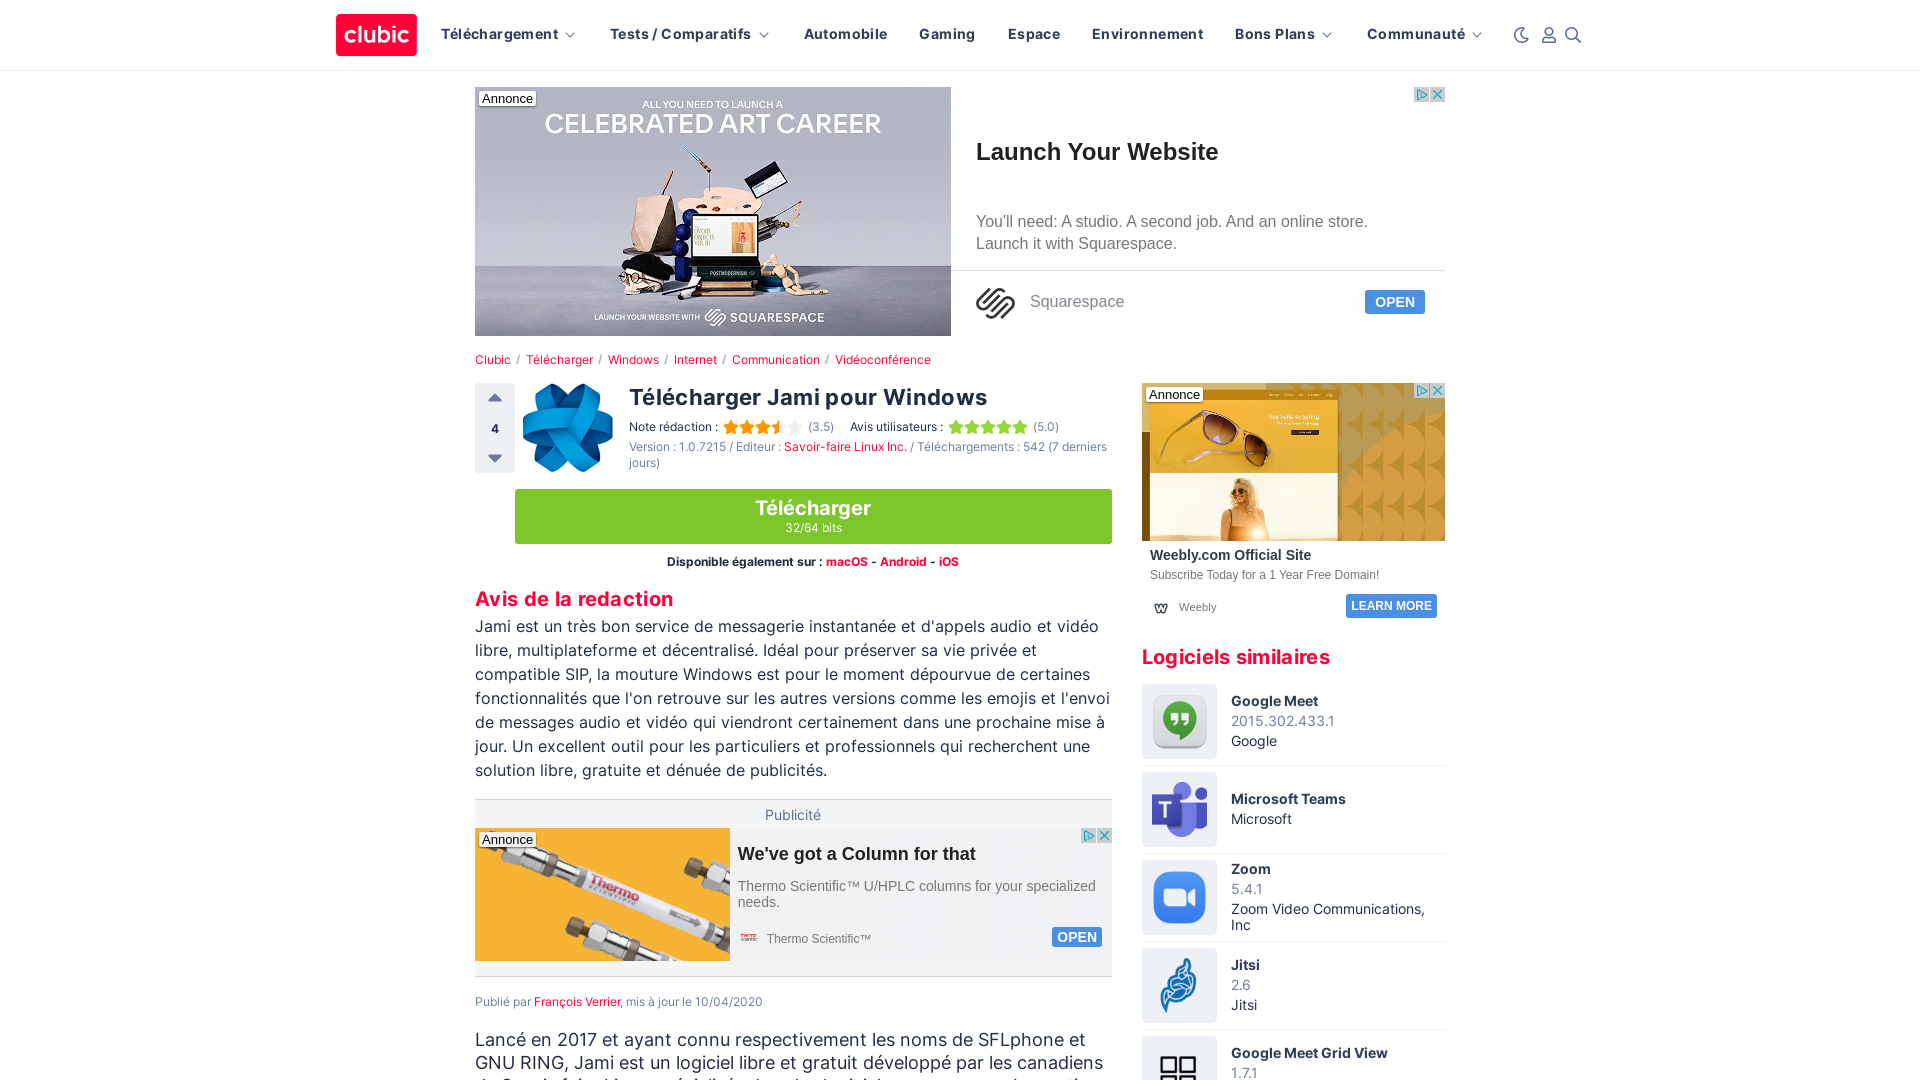 clubic
Téléchargement
Tests / Comparatifs
Automobile
Gaming
Espace
Environnement
Bons Plans
Communauté
Annonce
ALL YOU NEED TO LAUNCH A
CELEBRATED ART CAREER
POSTMODERNISM
LAUNCH YOUR WEBSITE WITH SQUARESPACE
Launch Your Website
You'll need: A studio. A second job. And an online store.
Launch it with Squarespace.
Squarespace
OPEN
Clubic / Télécharger / Windows / Internet / Communication / Vidéoconférence
4
Télécharger Jami pour Windows
Note rédaction : (3.5) Avis utilisateurs : (5.0)
Version : 1.0.7215 / Editeur : Savoir-faire Linux Inc. / Téléchargements : 542 (7 derniers
jours)
Télécharger
32/64 bits
Disponible également sur : macOS - Android - iOS
Avis de la redaction
Jami est un très bon service de messagerie instantanée et d'appels audio et vidéo
libre, multiplateforme et décentralisé. Idéal pour préserver sa vie privée et
compatible SIP, la mouture Windows est pour le moment dépourvue de certaines
fonctionnalités que l'on retrouve sur les autres versions comme les emojis et l'envoi
de messages audio et vidéo qui viendront certainement dans une prochaine mise à
jour. Un excellent outil pour les particuliers et professionnels qui recherchent une
solution libre, gratuite et dénuée de publicités.
Publicité
Annonce
Thermo
SCIENTIFIC
We've got a Column for that
Thermo Scientific™ U/HPLC columns for your specialized
needs.
Thermo Scientific™
OPEN
Publié par François Verrier, mis à jour le 10/04/2020
Lancé en 2017 et ayant connu respectivement les noms de SFLphone et
GNU RING, Jami est un logiciel libre et gratuit développé par les canadiens
Annonce
Say hello to spring.
Weebly.com Official Site
Subscribe Today for a 1 Year Free Domain!
Weebly
LEARN MORE
Logiciels similaires
Google Meet
2015.302.433.1
Google
Microsoft Teams
Microsoft
Zoom
5.4.1
Zoom Video Communications,
Inc
Jitsi
2.6
Jitsi
Google Meet Grid View
1.7.1